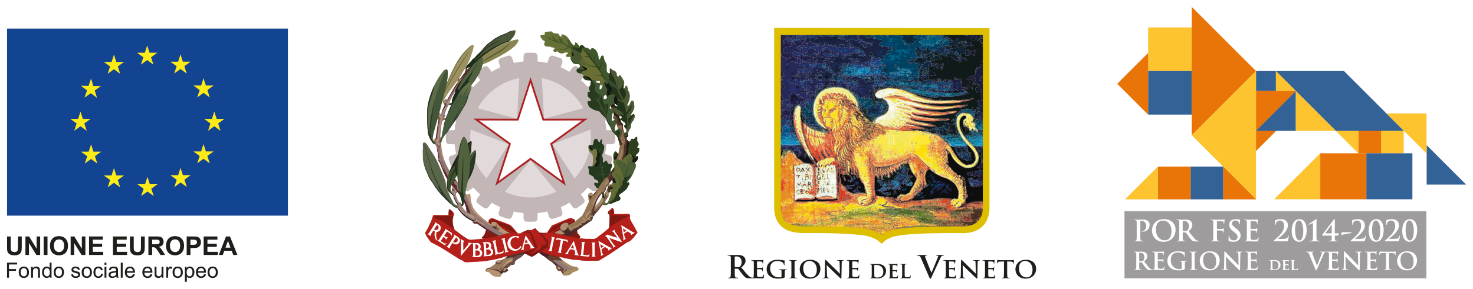 UNIONE EUROPEA
Fondo sociale europeo
REPVBBLICA ITALIANA
REGIONE DEL VENETO
POR FSE 2014-2020
REGIONE DEL VENETO